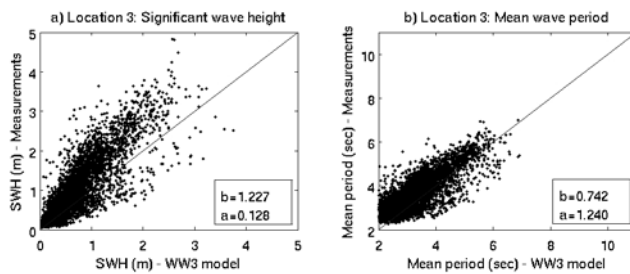 a) Location 3: Significant wave height
5
4
3
2
1
0
0 1 2 3 4 5
SWH (m) - Measurements
SWH (m) - WW3 model
b=1.227
a=0.128
b) Location 3: Mean wave period
11
10
8
6
4
2
2 4 6 8 10
Mean period (sec) - Measurements
Mean period (sec) - WW3 model
b=0.742
a=1.240